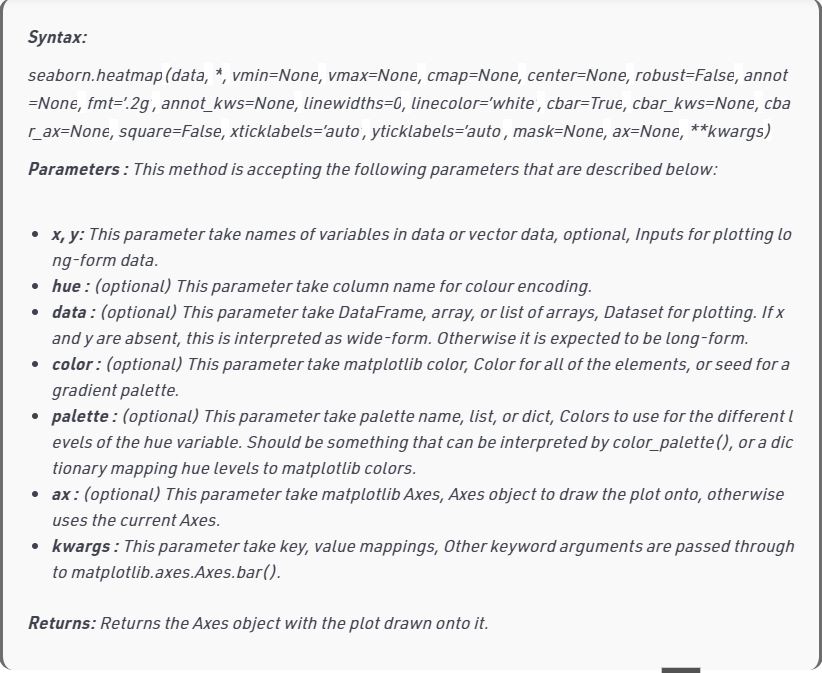 Syntax:
seaborn.heatmap(data, *, vmin=None, vmax=None, cmap=None, center=None, robust=False, annot
=None, fmt='.2g', annot_kws=None, linewidths=0, linecolor='white', cbar=True, cbar_kws=None, cba
r_ax=None, square=False, xticklabels='auto', yticklabels='auto', mask=None, ax=None, **kwargs)
Parameters : This method is accepting the following parameters that are described below:
• x, y: This parameter take names of variables in data or vector data, optional, Inputs for plotting lo
ng-form data.
• hue : (optional) This parameter take column name for colour encoding.
• data : (optional) This parameter take DataFrame, array, or list of arrays, Dataset for plotting. If x
and y are absent, this is interpreted as wide-form. Otherwise it is expected to be long-form.
• color : (optional) This parameter take matplotlib color, Color for all of the elements, or seed for a
gradient palette.
• palette : (optional) This parameter take palette name, list, or dict, Colors to use for the different l
evels of the hue variable. Should be something that can be interpreted by color_palette(), or a dic
tionary mapping hue levels to matplotlib colors.
• ax : (optional) This parameter take matplotlib Axes, Axes object to draw the plot onto, otherwise
uses the current Axes.
• kwargs : This parameter take key, value mappings, Other keyword arguments are passed through
to matplotlib.axes.Axes.bar().
Returns: Returns the Axes object with the plot drawn onto it.